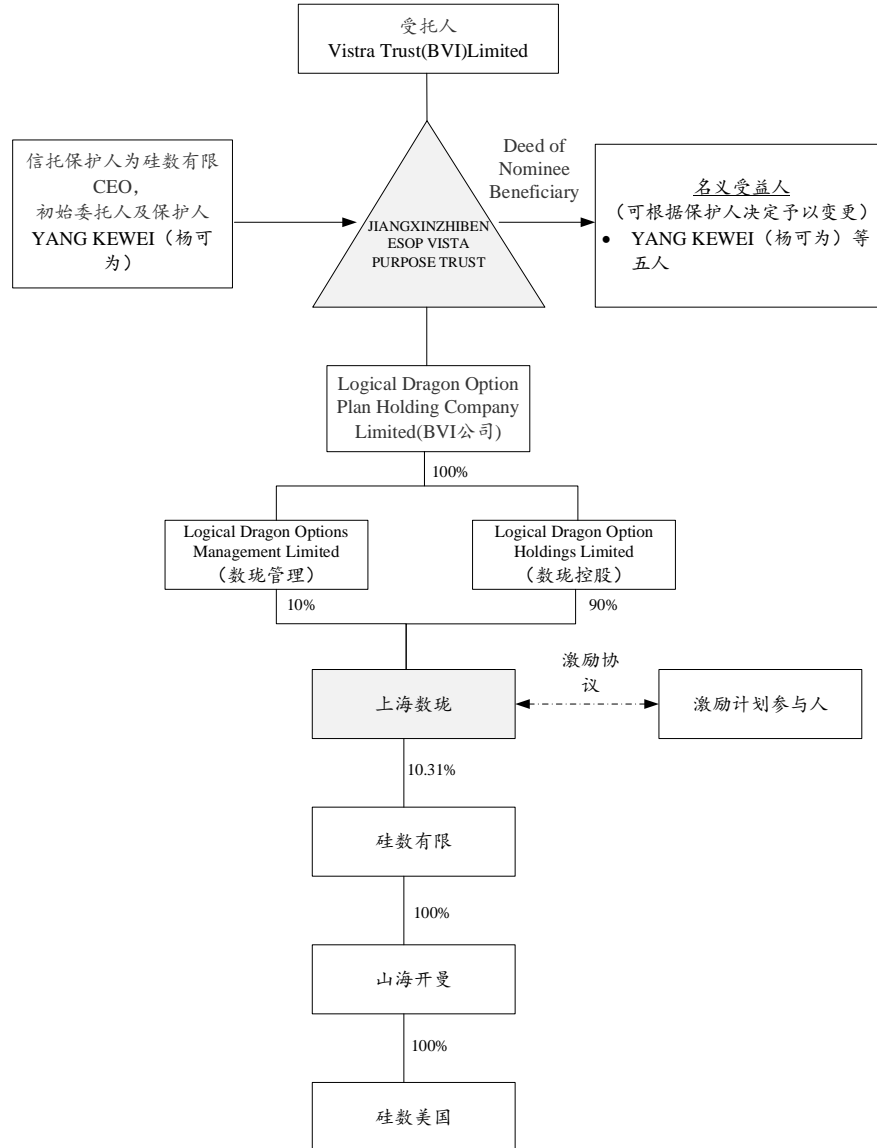 受托人
Vistra Trust(BVI)Limited
信托保护人为硅数有限
CEO，
初始委托人及保护人
YANG KEWEI（杨可
为）
JIANGXINZHIBEN
ESOP VISTA
PURPOSE TRUST
Deed of
Nominee
Beneficiary
名义受益人
（可根据保护人决定予以变更）
• YANG KEWEI（杨可为）等
五人
Logical Dragon Option
Plan Holding Company
Limited(BVI公司)
100%
Logical Dragon Options
Management Limited
（数珑管理）
Logical Dragon Option
Holdings Limited
（数珑控股）
10%
90%
上海数珑
激励协
议
激励计划参与人
10.31%
硅数有限
100%
山海开曼
100%
硅数美国